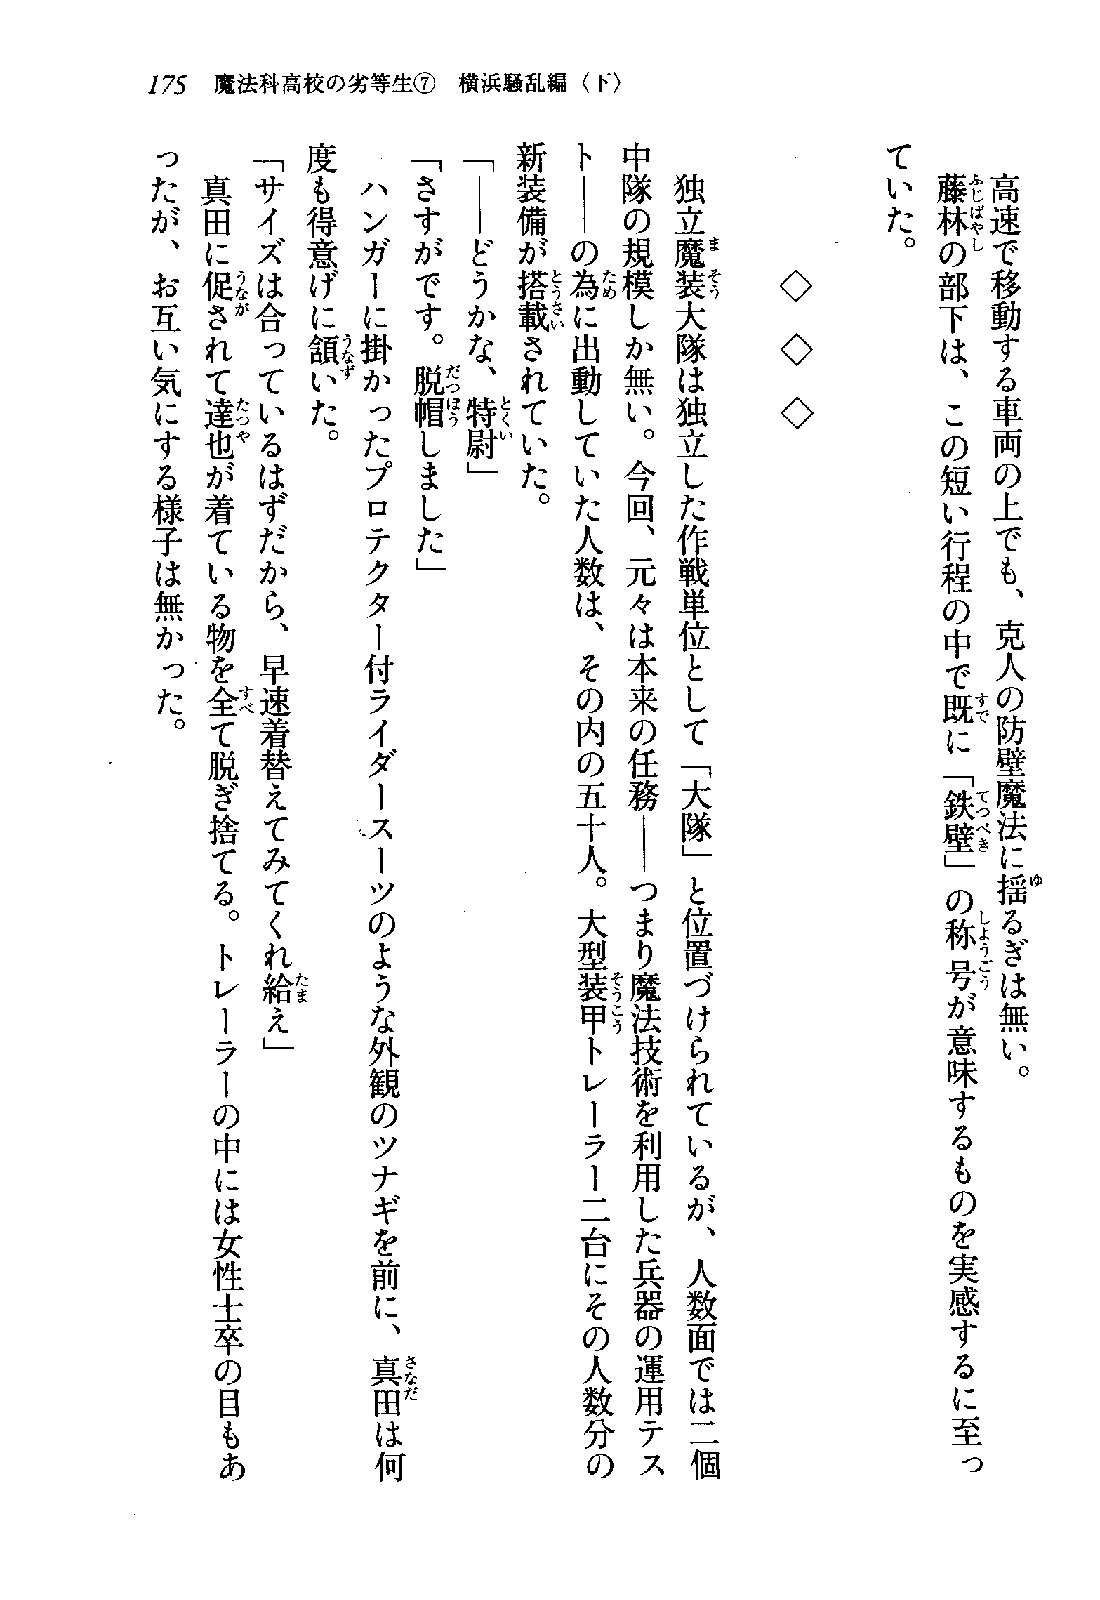 175 魔法科高校の劣等生⑦ 横浜騒乱編〈下〉
高速で移動する車両の上でも、克人の防壁魔法に揺るぎは無い。
藤林の部下は、この短い行程の中で既に「鉄壁」の称号が意味するものを実感するに至っ
ていた。
◇ ◇ ◇
独立魔装大隊は独立した作戦単位として「大隊」と位置づけられているが、人数面では二個
中隊の規模しか無い。今回、元々は本来の任務――つまり魔法技術を利用した兵器の運用テス
ト――の為に出動していた人数は、その内の五十人。大型装甲トレーラー二台にその人数分の
新装備が搭載されていた。
「――どうかな、特尉」
「さすがです。脱帽しました」
ハンガーに掛かったプロテクター付ライダースーツのような外観のツナギを前に、真田は何
度も得意げに頷いた。
「サイズは合っているはずだから、早速着替えてみてくれ給え」
真田に促されて達也が着ている物を全て脱ぎ捨てる。トレーラーの中には女性士卒の目もあ
ったが、お互い気にする様子は無かった。